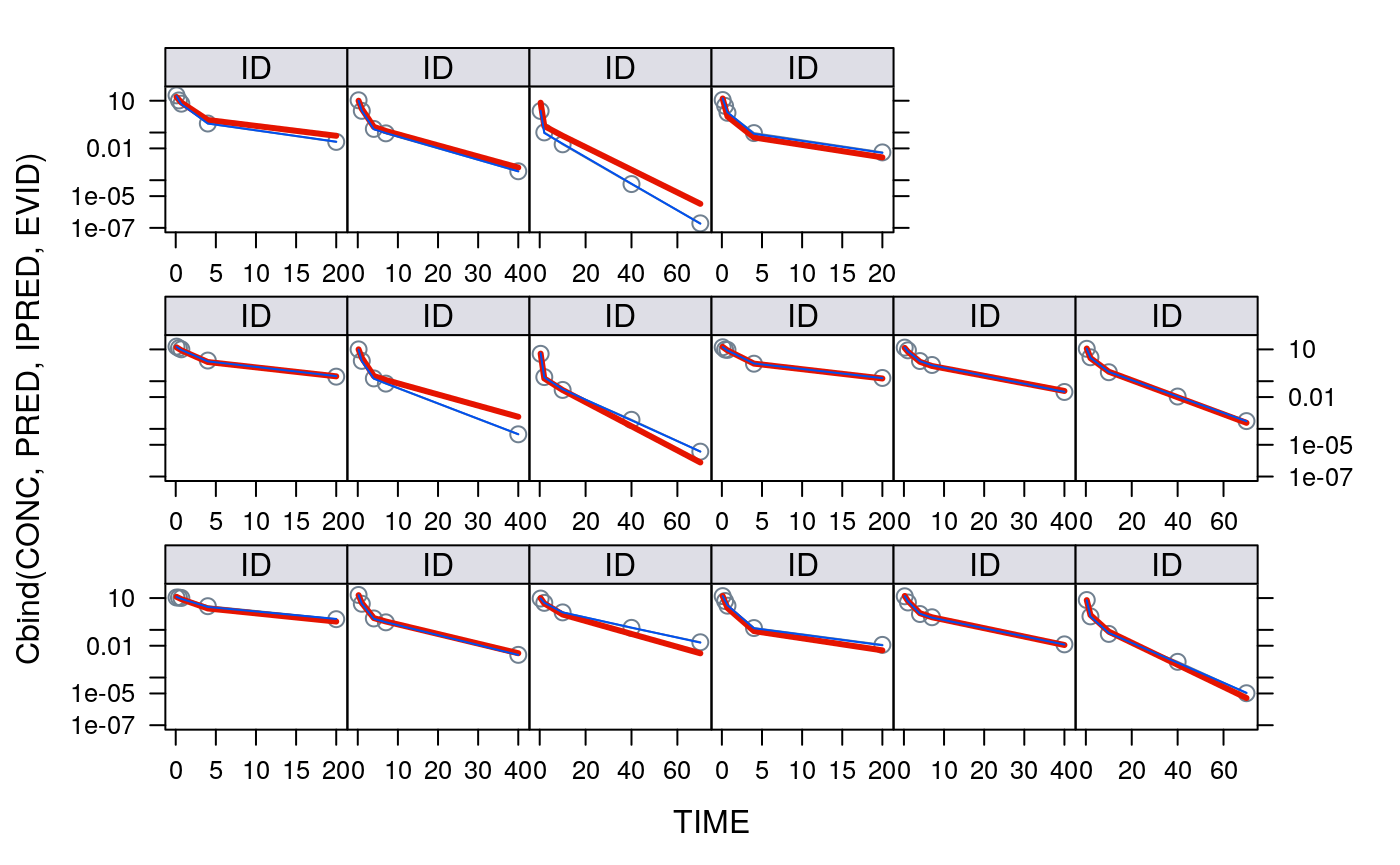 ID ID ID ID
10
0.01
1e-05
1e-07
0 5 10 15 20 0 10 20 30 40 0 20 40 60 0 5 10 15 20
ID ID ID ID ID ID
10
0.01
1e-05
1e-07
0 5 10 15 20 0 10 20 30 40 0 20 40 60 0 5 10 15 20 0 10 20 30 40 0 20 40 60
ID ID ID ID ID ID
10
0.01
1e-05
1e-07
0 5 10 15 20 0 10 20 30 40 0 20 40 60 0 5 10 15 20 0 10 20 30 40 0 20 40 60
TIME
Cbind(CONC, PRED, IPRED, EVID)